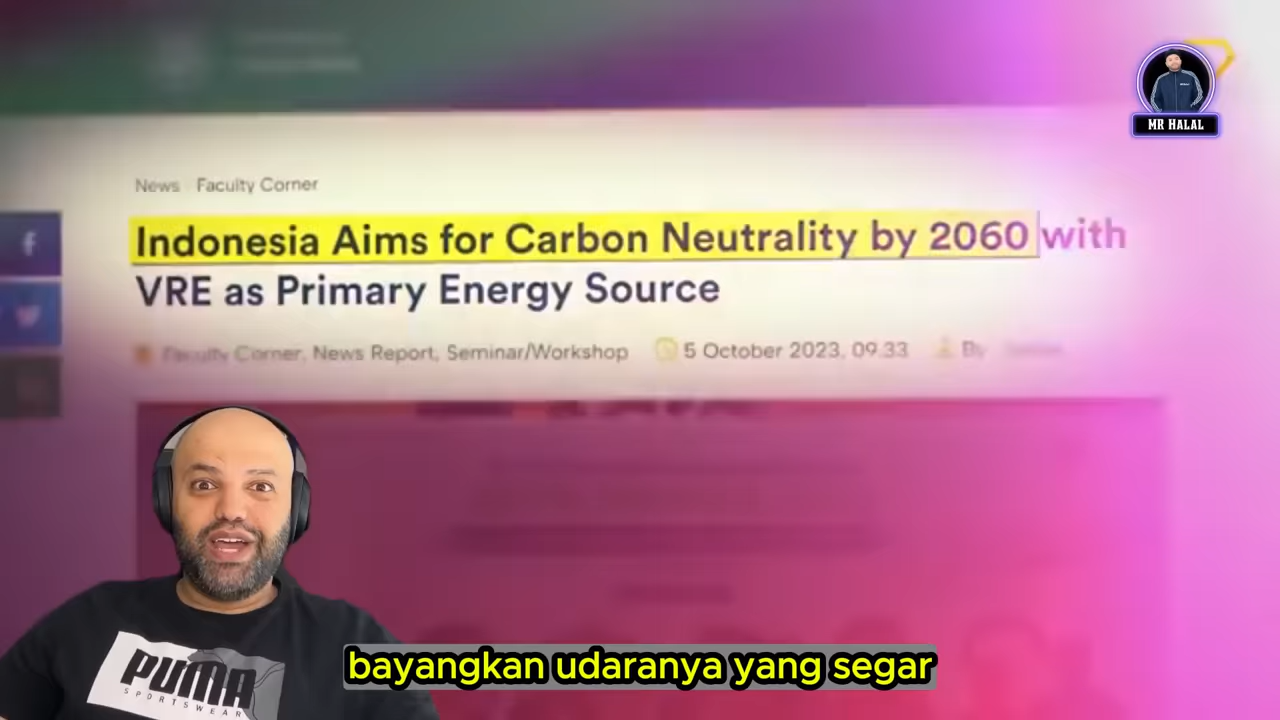 MR HALAL
News Faculty Corner
Indonesia Aims for Carbon Neutrality by 2060 with
VRE as Primary Energy Source
Faculty Corner, News Report, Seminar/Workshop 5 October 2023, 09.33 By
PUMA
SPORTSWEAR
bayangkan udaranya yang segar